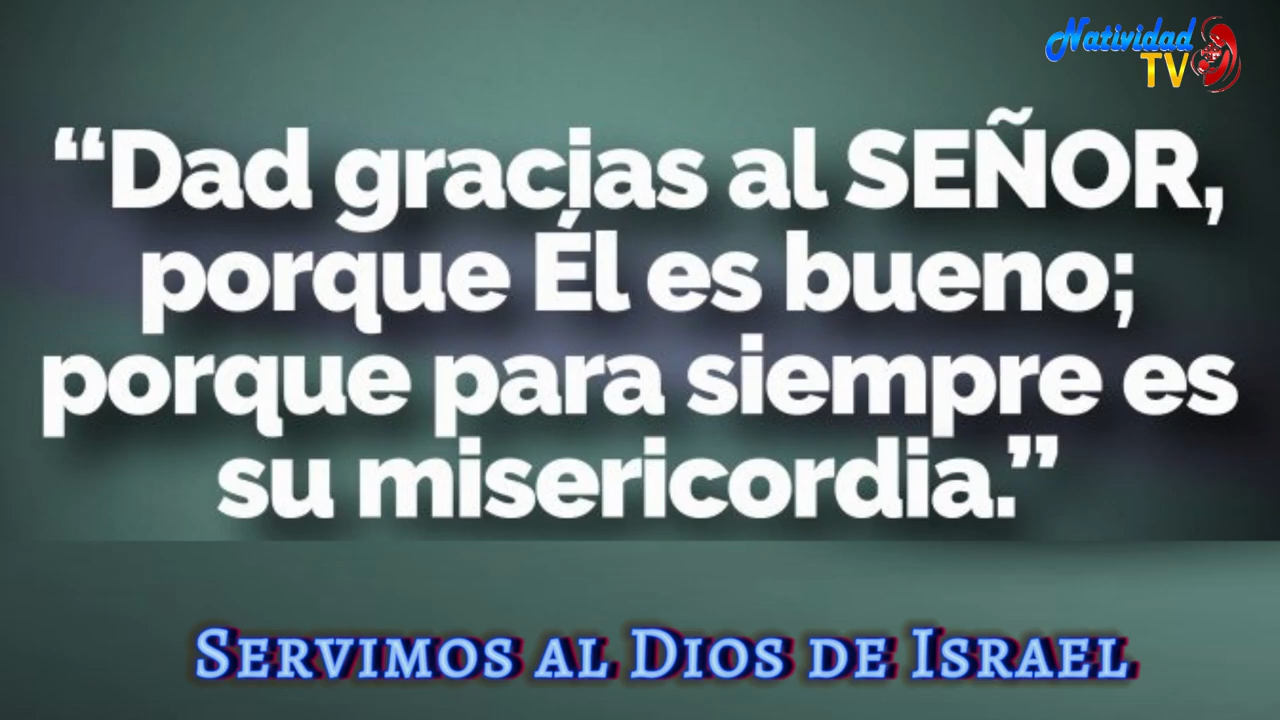 Natividad
TV
“Dad gracias al SEÑOR,
porque Él es bueno;
porque para siempre es
su misericordia.”
Servimos al Dios de Israel